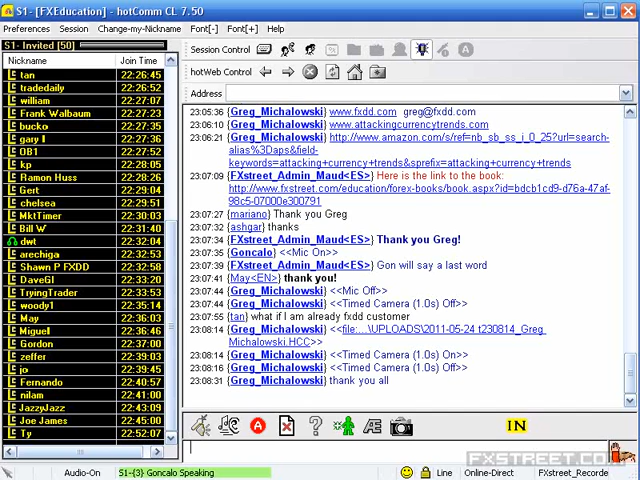 S1- [FXEducation] - hotComm CL 7.50
Preferences Session Change-my-Nickname Font[-] Font[+] Help
S1- Invited [50]
Session Control
Nickname Join Time
hotWeb Control
Address
tan 22:26:45
tradedaily 22:26:52
william 22:27:07
Frank Walbaum 22:27:23
bucko 22:27:35
gary ll 22:27:36
OB1 22:27:52
kp 22:28:05
Ramon Huss 22:28:26
Gert 22:29:04
chelsea 22:29:51
MktTimer 22:30:03
Bill W 22:31:40
dwt 22:32:04
arechiga 22:32:53
Shawn P FXDD 22:32:58
DaveGI 22:33:20
TryingTrader 22:33:53
woody1 22:35:14
May 22:36:03
Miguel 22:36:46
Gordon 22:37:00
zeffer 22:39:03
jo 22:39:45
Fernando 22:40:57
nilam 22:41:00
JazzyJazz 22:43:09
Joe James 22:45:00
Ty 22:52:07
23:05:36 {Greg_Michalowski} www.fxdd.com greg@fxdd.com
23:06:10 {Greg_Michalowski} www.attackingcurrencytrends.com
23:06:21 {Greg_Michalowski} http://www.amazon.com/s/ref=nb_sb_ss_i_0_25?url=search-
alias%3Daps&field-
keywords=attacking+currency+trends&sprefix=attacking+currency+trends
23:07:09 {FXstreet_Admin_Maud<ES>} Here is the link to the book:
http://www.fxstreet.com/education/forex-books/book.aspx?id=bdcb1cd9-d76a-47af-
98c5-07000e300791
23:07:27 {mariano} Thank you Greg
23:07:32 {ashgar} thanks
23:07:34 {FXstreet_Admin_Maud<ES>} Thank you Greg!
23:07:35 {Goncalo} <<Mic On>>
23:07:39 {FXstreet_Admin_Maud<ES>} Gon will say a last word
23:07:41 {May<EN>} thank you!
23:07:44 {Greg_Michalowski} <<Mic Off>>
23:07:44 {Greg_Michalowski} <<Timed Camera (1.0s) Off>>
23:07:55 {tan} what if I am already fxdd customer
23:08:14 {Greg_Michalowski} <<file:...\UPLOADS\2011-05-24 t230814_Greg_
Michalowski.HCC>>
23:08:14 {Greg_Michalowski} <<Timed Camera (1.0s) On>>
23:08:16 {Greg_Michalowski} <<Timed Camera (1.0s) Off>>
23:08:31 {Greg_Michalowski} thank you all
A
IN
FXSTREET.COM
Audio-On S1-{3} Goncalo Speaking Line Online-Direct FXstreet_Recorde